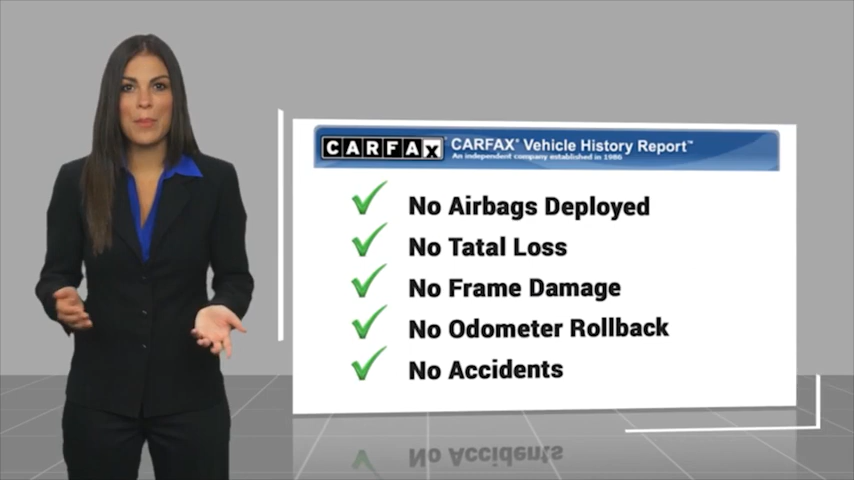 CARFAX CARFAX® Vehicle History Report™
An independent company established in 1986
No Airbags Deployed
No Tatal Loss
No Frame Damage
No Odometer Rollback
No Accidents
No Accidents